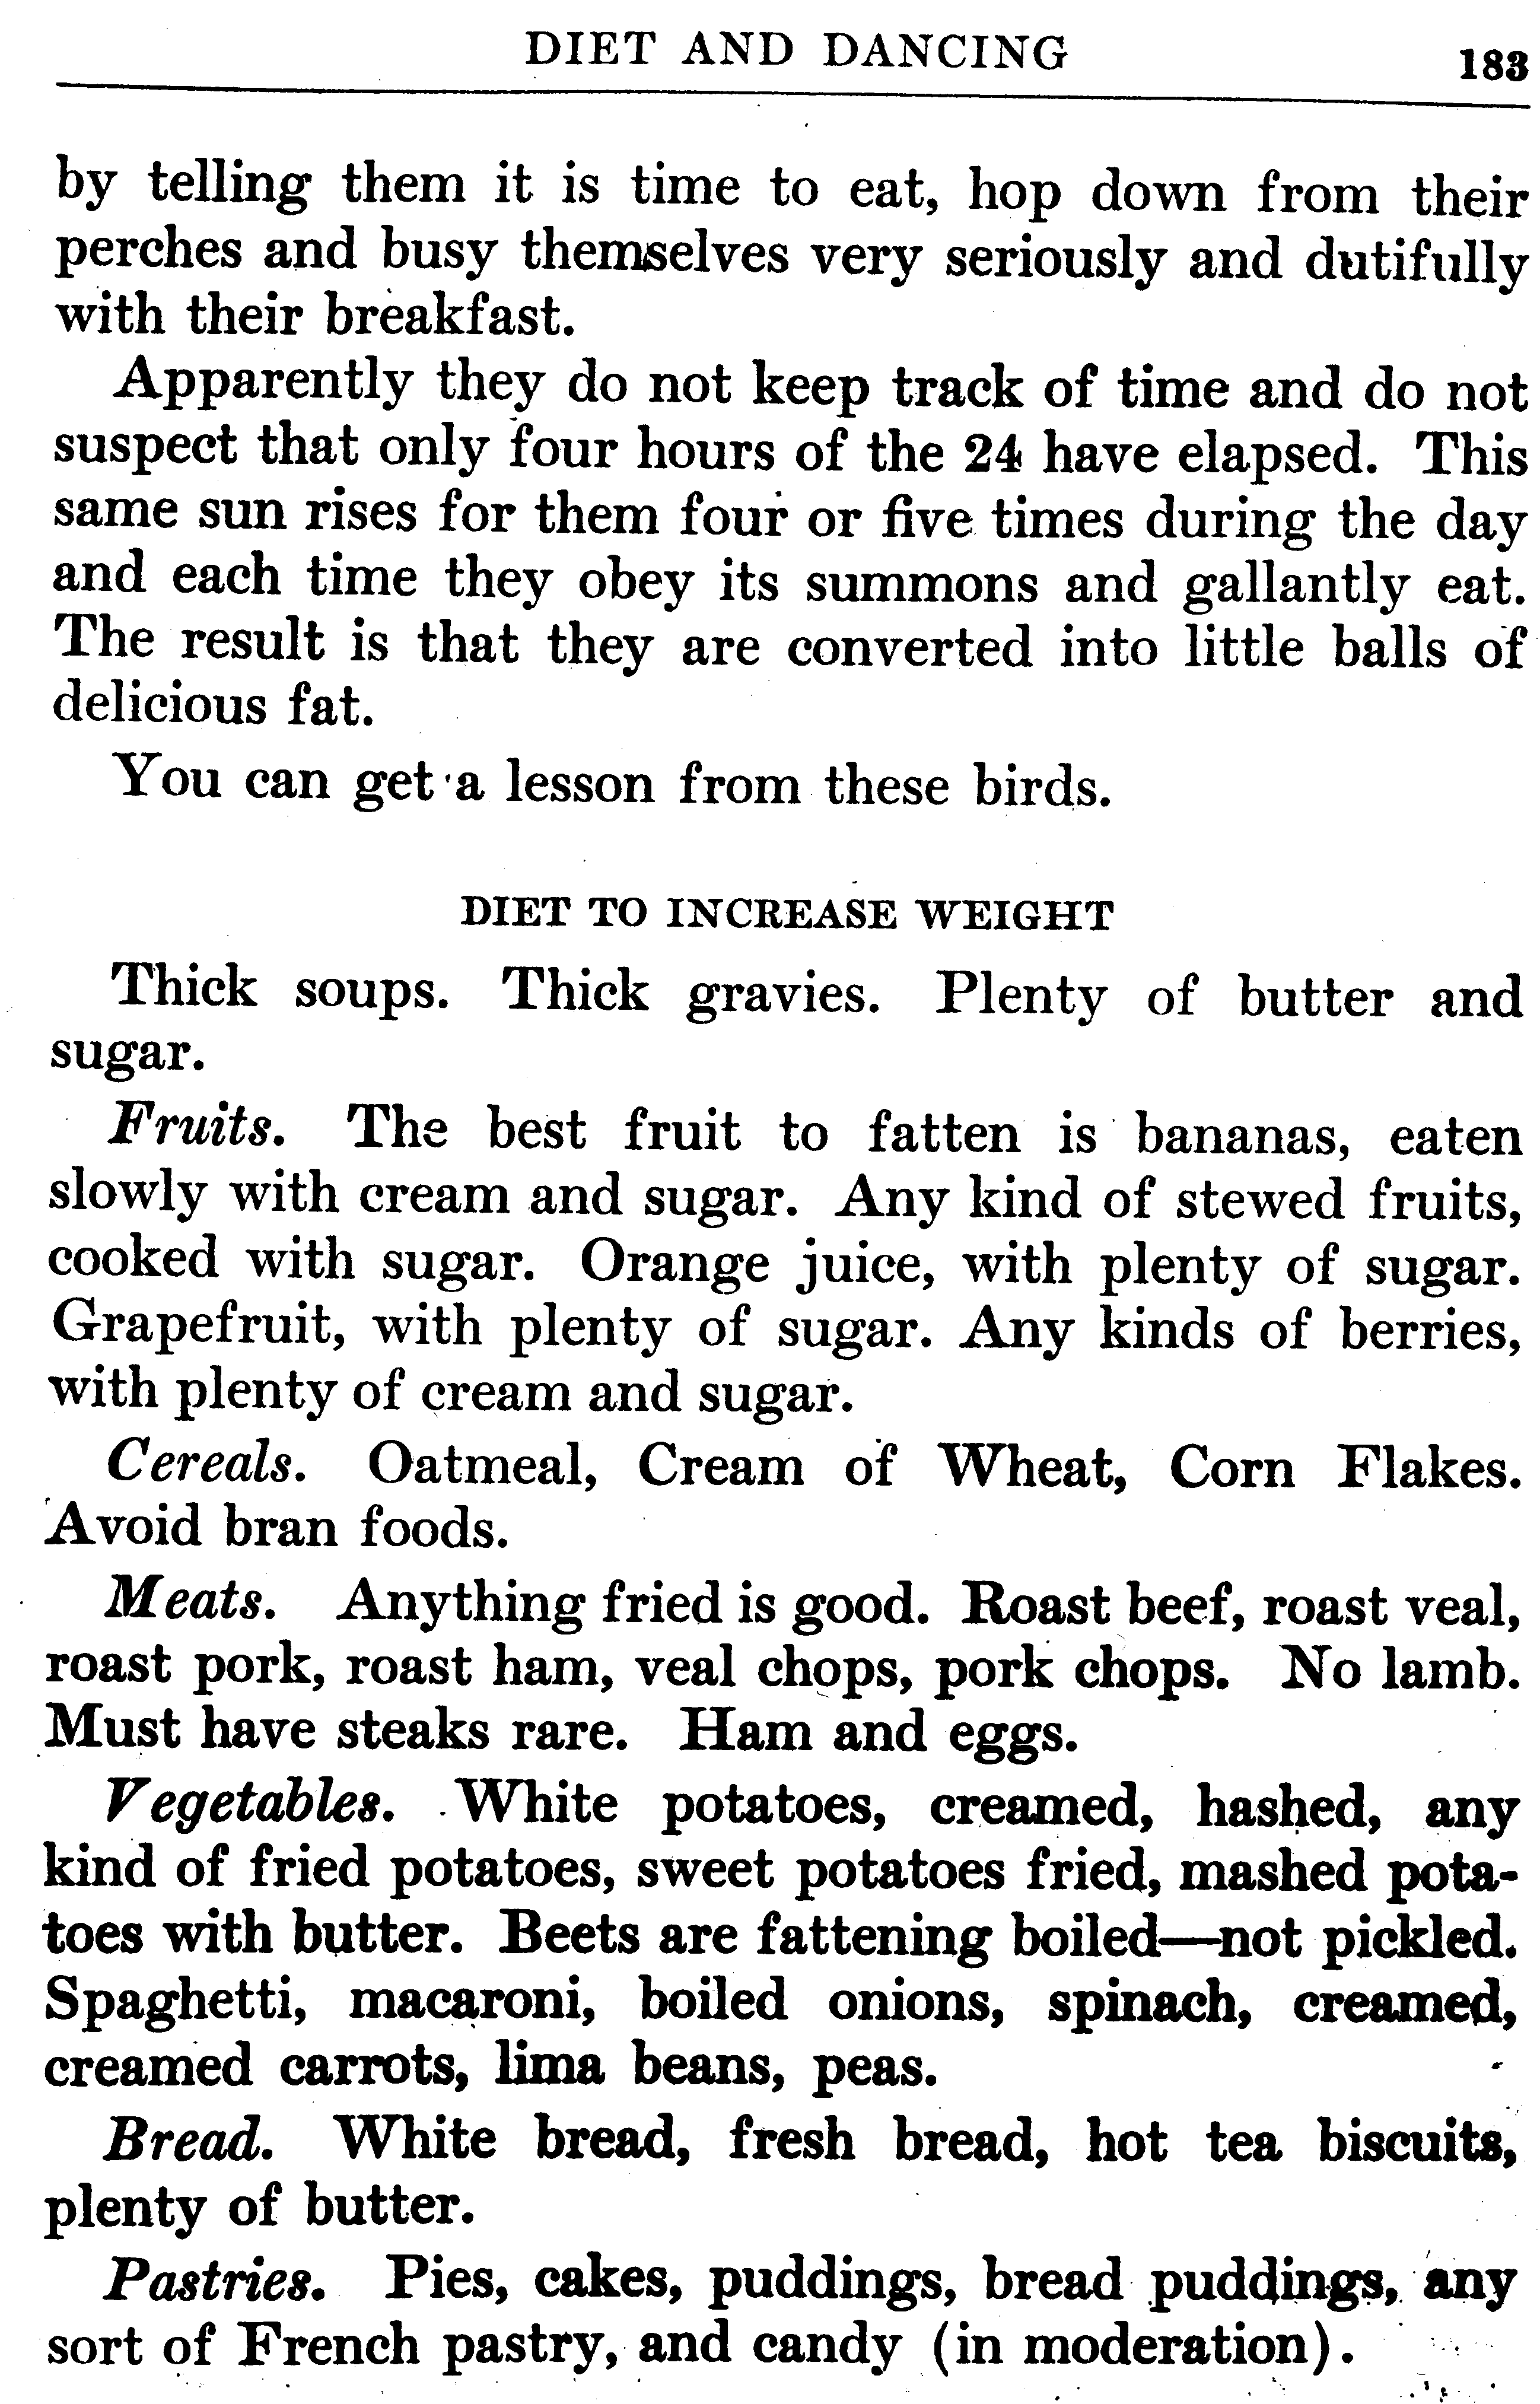 DIET AND DANCING 183
by telling them it is time to eat, hop down from their
perches and busy themselves very seriously and dutifully
with their breakfast.
Apparently they do not keep track of time and do not
suspect that only four hours of the 24 have elapsed. This
same sun rises for them four or five times during the day
and each time they obey its summons and gallantly eat.
The result is that they are converted into little balls of
delicious fat.
You can get a lesson from these birds.
DIET TO INCREASE WEIGHT
Thick soups. Thick gravies. Plenty of butter and
sugar.
Fruits. The best fruit to fatten is bananas, eaten
slowly with cream and sugar. Any kind of stewed fruits,
cooked with sugar. Orange juice, with plenty of sugar.
Grapefruit, with plenty of sugar. Any kinds of berries,
with plenty of cream and sugar.
Cereals. Oatmeal, Cream of Wheat, Corn Flakes.
Avoid bran foods.
Meats. Anything fried is good. Roast beef, roast veal,
roast pork, roast ham, veal chops, pork chops. No lamb.
Must have steaks rare. Ham and eggs.
Vegetables. White potatoes, creamed, hashed, any
kind of fried potatoes, sweet potatoes fried, mashed pota-
toes with butter. Beets are fattening boiled—not pickled.
Spaghetti, macaroni, boiled onions, spinach, creamed,
creamed carrots, lima beans, peas.
Bread. White bread, fresh bread, hot tea biscuits,
plenty of butter.
Pastries. Pies, cakes, puddings, bread puddings, any
sort of French pastry, and candy (in moderation).